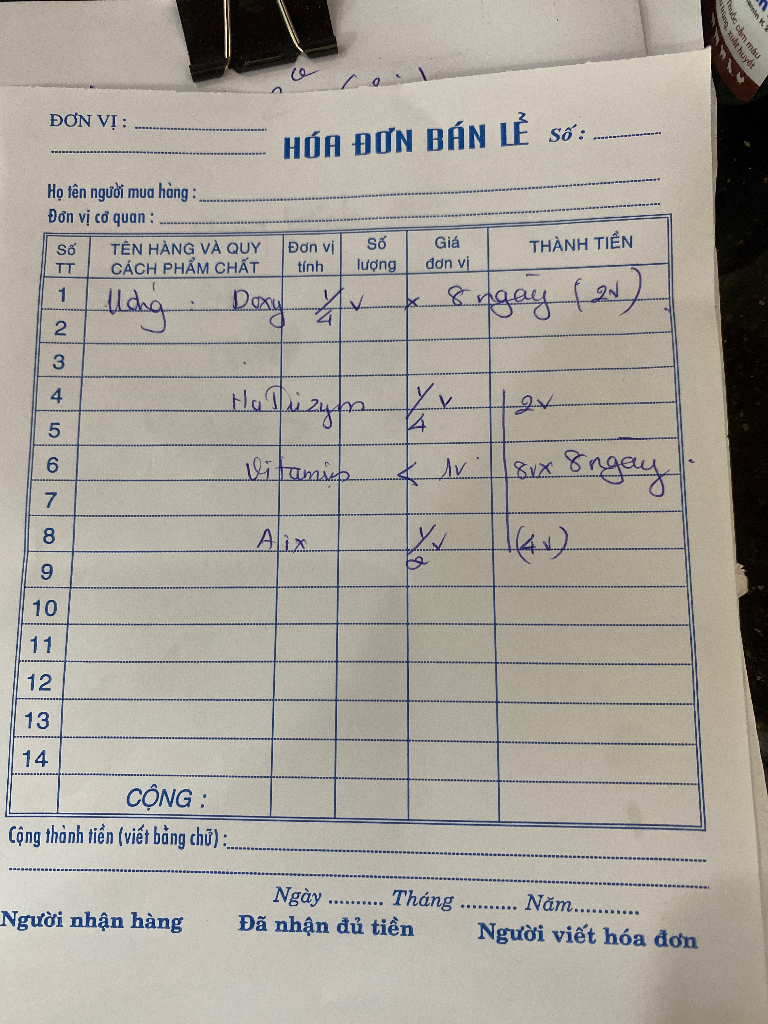 ĐƠN VỊ :
HÓA ĐƠN BÁN LẺ Số :
Họ tên người mua hàng :
Đơn vị cơ quan :
Số TT TÊN HÀNG VÀ QUY CÁCH PHẨM CHẤT Đơn vị tính Số lượng Giá đơn vị THÀNH TIỀN
1 Uống . Doxy 1/4 v x 8 ngày (2v).
2
3
4 HaDizym 1/4 v 2v
5
6 Vitamin < 1v 8v x 8 ngày.
7
8 Aix 1/2 v (4v)
9
10
11
12
13
14
CỘNG :
Cộng thành tiền (viết bằng chữ) :
Ngày .......... Tháng .......... Năm...........
Người nhận hàng Đã nhận đủ tiền Người viết hóa đơn